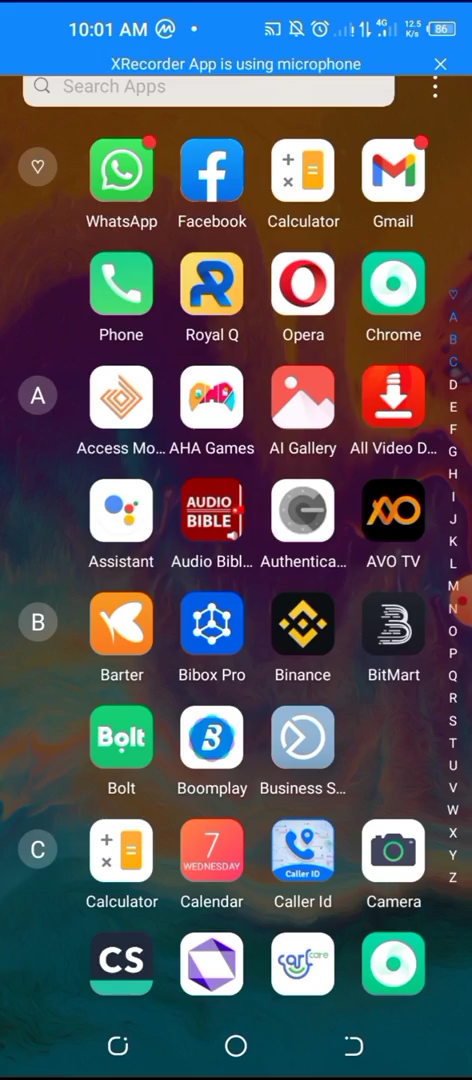 10:01 AM 4G 12.5 K/s 86
XRecorder App is using microphone
Search Apps
WhatsApp Facebook Calculator Gmail
Phone Royal Q Opera Chrome
A
Access Mo... AHA Games AI Gallery All Video D...
AUDIO BIBLE
Assistant Audio Bibl... Authentica... AVO TV
B
Barter Bibox Pro Binance BitMart
Bolt
Bolt Boomplay Business S...
C
7 WEDNESDAY
Caller ID
Calculator Calendar Caller Id Camera
CS carlcare
A
B
C
D
E
F
G
H
I
J
K
L
M
N
O
P
Q
R
S
T
U
V
W
X
Y
Z